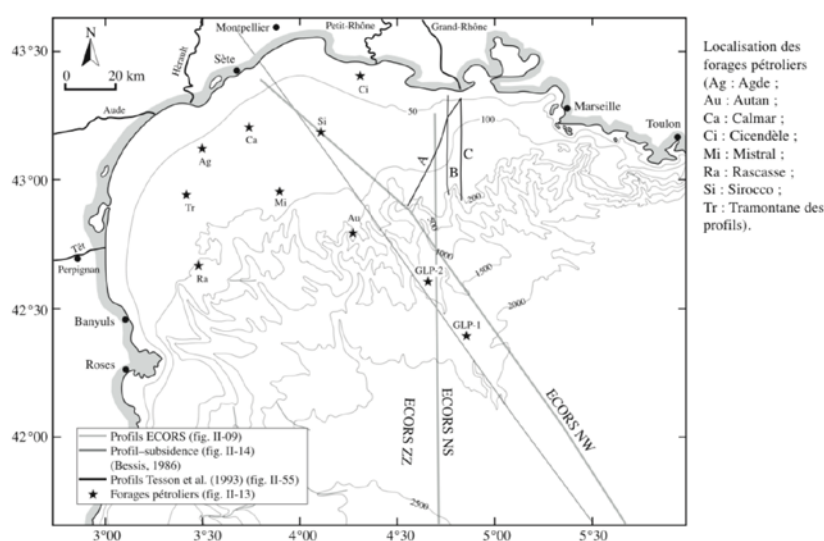 Montpellier
Petit-Rhône
Grand-Rhône
43°30'
N
0 20 km
Hérault
Sète
Ci
Aude
50
100
Marseille
Toulon
Si
Ca
Ag
A
B
C
43°00'
Tr
Mi
200
Au
500
1000
1500
2000
Têt
Perpignan
Ra
GLP-2
42°30'
Banyuls
GLP-1
Roses
42°00'
ECORS ZZ
ECORS NS
ECORS NW
2500
Profils ECORS (fig. II-09)
Profil–subsidence (fig. II-14)
(Bessis, 1986)
Profils Tesson et al. (1993) (fig. II-55)
Forages pétroliers (fig. II-13)
3°00' 3°30' 4°00' 4°30' 5°00' 5°30'
Localisation des
forages pétroliers
(Ag : Agde ;
Au : Autan ;
Ca : Calmar ;
Ci : Cicendèle ;
Mi : Mistral ;
Ra : Rascasse ;
Si : Sirocco ;
Tr : Tramontane des
profils).